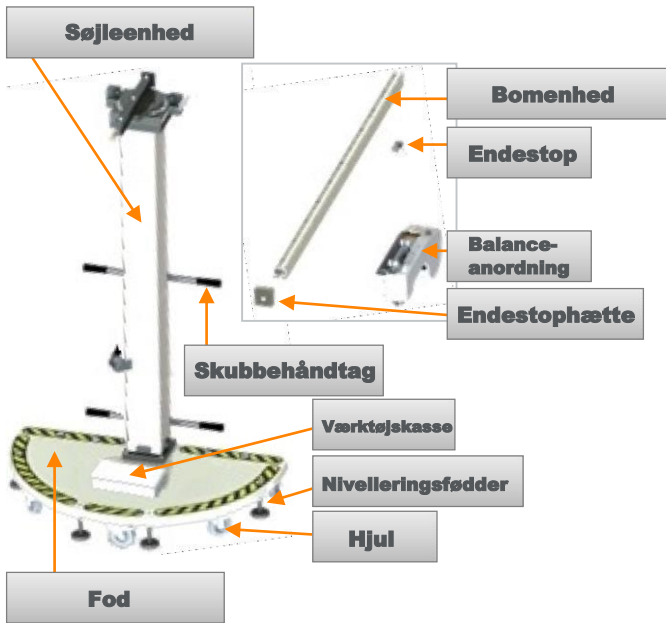 Søjleenhed
Bomenhed
Endestop
Balance-
anordning
Endestophætte
Skubbehåndtag
Værktøjskasse
Nivelleringsfødder
Hjul
Fod